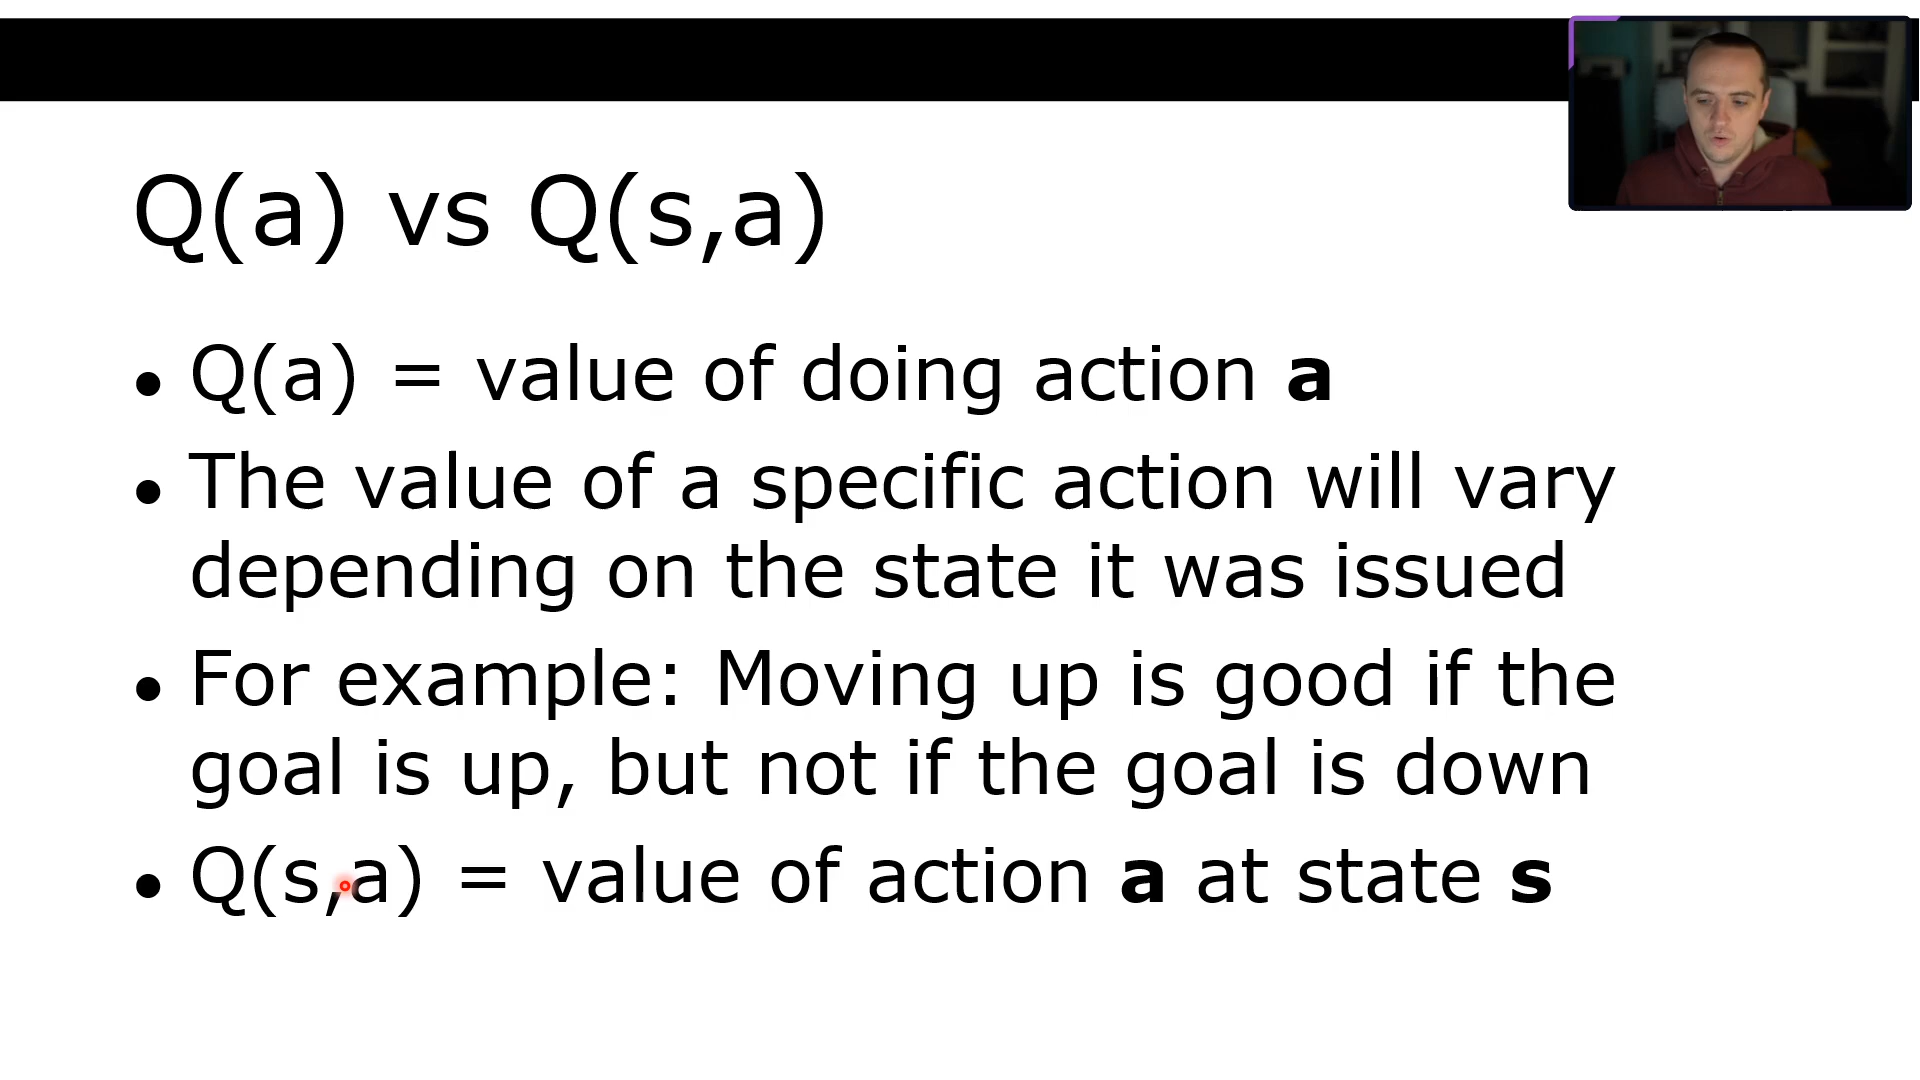 Q(a) vs Q(s,a)
• Q(a) = value of doing action a
• The value of a specific action will vary
depending on the state it was issued
• For example: Moving up is good if the
goal is up, but not if the goal is down
• Q(s,a) = value of action a at state s